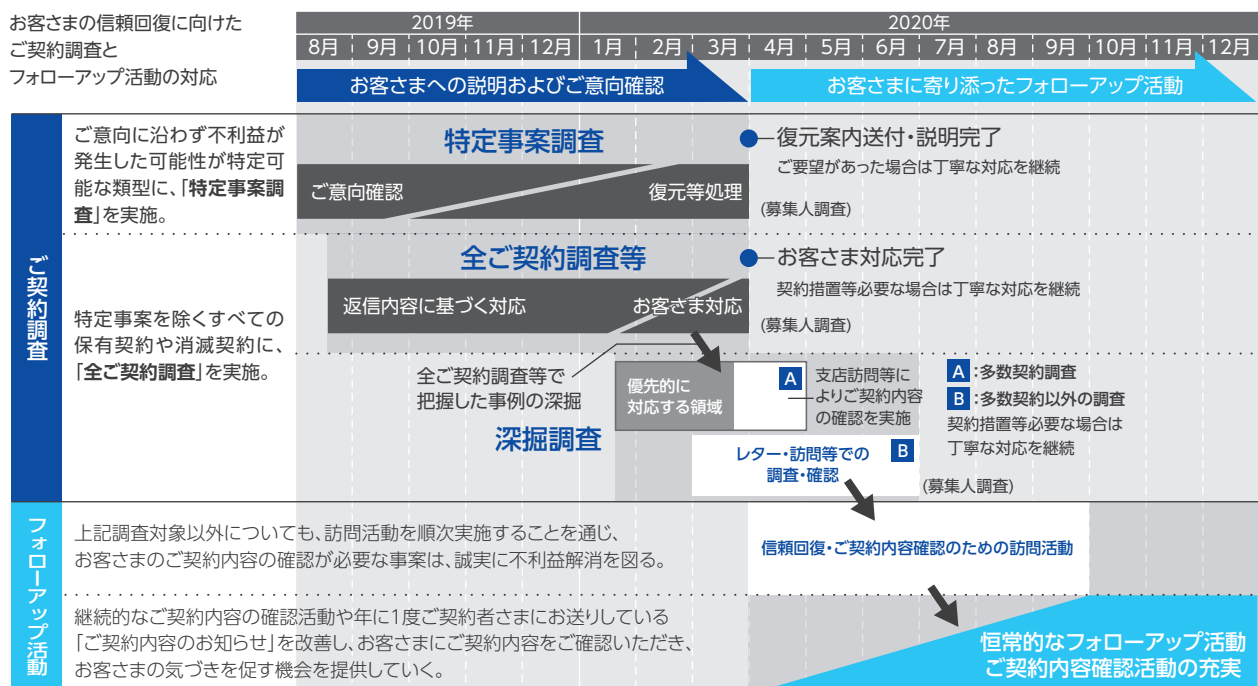 お客さまの信頼回復に向けた
ご契約調査と
フォローアップ活動の対応
2019年
2020年
8月 9月 10月 11月 12月 1月 2月 3月 4月 5月 6月 7月 8月 9月 10月 11月 12月
お客さまへの説明およびご意向確認
お客さまに寄り添ったフォローアップ活動
ご契約調査
ご意向に沿わず不利益が
発生した可能性が特定可
能な類型に、「特定事案調
査」を実施。
特定事案調査
ご意向確認
復元等処理
復元案内送付・説明完了
ご要望があった場合は丁寧な対応を継続
(募集人調査)
特定事案を除くすべての
保有契約や消滅契約に、
「全ご契約調査」を実施。
全ご契約調査等
返信内容に基づく対応
お客さま対応
お客さま対応完了
契約措置等必要な場合は丁寧な対応を継続
(募集人調査)
全ご契約調査等で
把握した事例の深掘
深掘調査
優先的に
対応する領域
A
支店訪問等に
よりご契約内容
の確認を実施
A:多数契約調査
B:多数契約以外の調査
契約措置等必要な場合は
丁寧な対応を継続
レター・訪問等での
調査・確認
B
(募集人調査)
フォローアップ活動
上記調査対象以外についても、訪問活動を順次実施することを通じ、
お客さまのご契約内容の確認が必要な事案は、誠実に不利益解消を図る。
信頼回復・ご契約内容確認のための訪問活動
継続的なご契約内容の確認活動や年に1度ご契約者さまにお送りしている
「ご契約内容のお知らせ」を改善し、お客さまにご契約内容をご確認いただき、
お客さまの気づきを促す機会を提供していく。
恒常的なフォローアップ活動
ご契約内容確認活動の充実